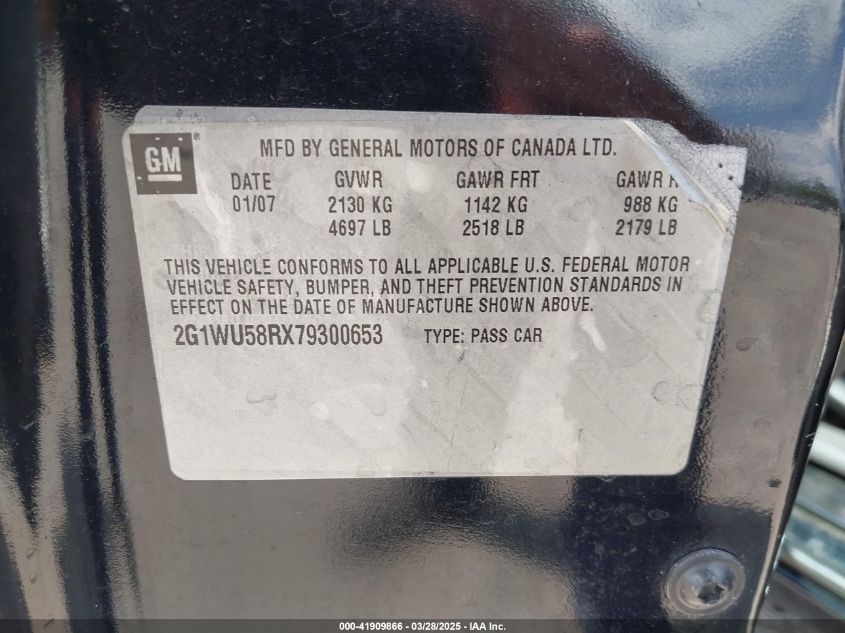 GM
MFD BY GENERAL MOTORS OF CANADA LTD.
DATE GVWR GAWR FRT GAWR
01/07 2130 KG 1142 KG 988 KG
4697 LB 2518 LB 2179 LB
THIS VEHICLE CONFORMS TO ALL APPLICABLE U.S. FEDERAL MOTOR
VEHICLE SAFETY, BUMPER, AND THEFT PREVENTION STANDARDS IN
EFFECT ON THE DATE OF MANUFACTURE SHOWN ABOVE.
2G1WU58RX79300653 TYPE: PASS CAR
000-41909866 - 03/28/2025 - IAA Inc.